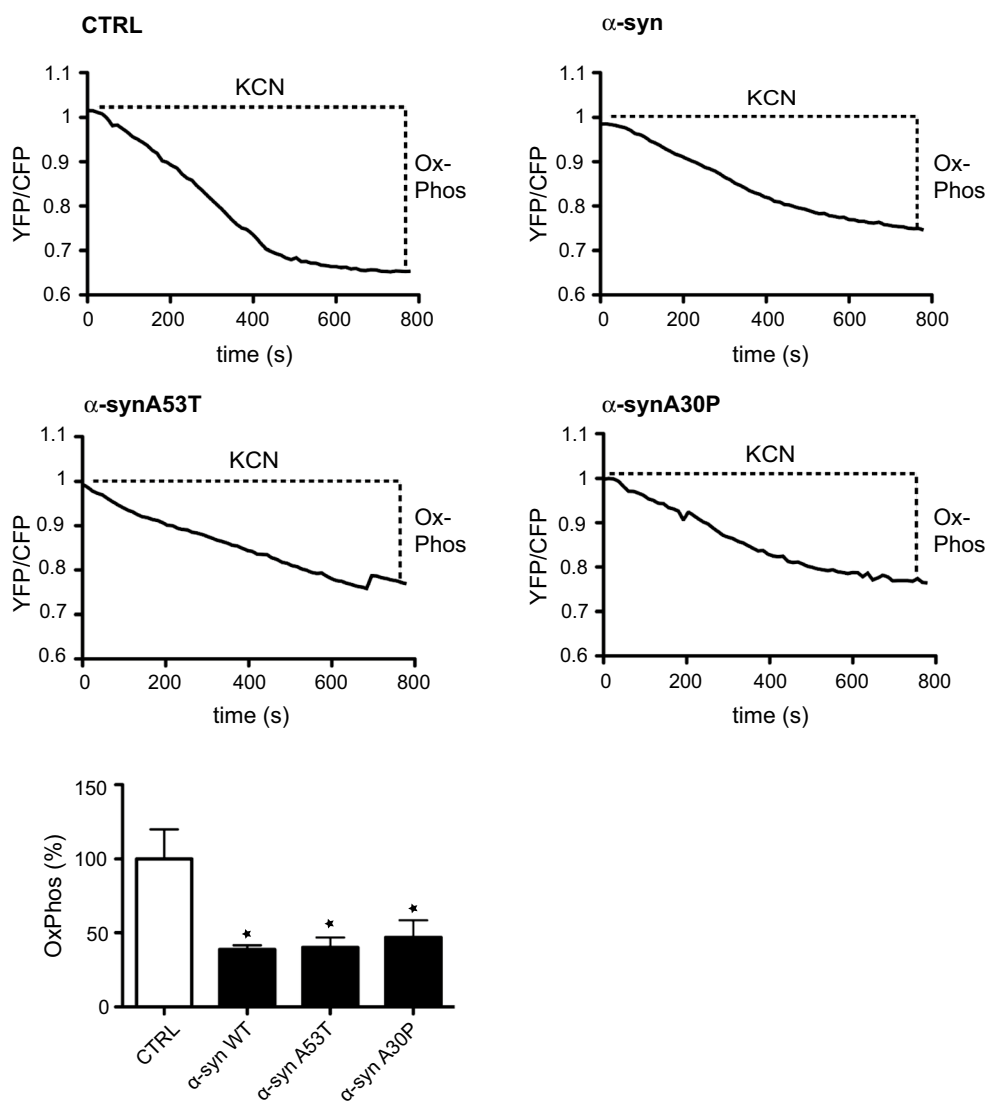 CTRL
1.1
1
0.9
0.8
0.7
0.6
YFP/CFP
KCN
Ox-
Phos
0 200 400 600 800
time (s)
α-syn
1.1
1
0.9
0.8
0.7
0.6
YFP/CFP
KCN
Ox-
Phos
0 200 400 600 800
time (s)
α-synA53T
1.1
1
0.9
0.8
0.7
0.6
YFP/CFP
KCN
Ox-
Phos
0 200 400 600 800
time (s)
α-synA30P
1.1
1
0.9
0.8
0.7
0.6
YFP/CFP
KCN
Ox-
Phos
0 200 400 600 800
time (s)
150
100
50
0
OxPhos (%)
CTRL
α-syn WT
α-syn A53T
α-syn A30P